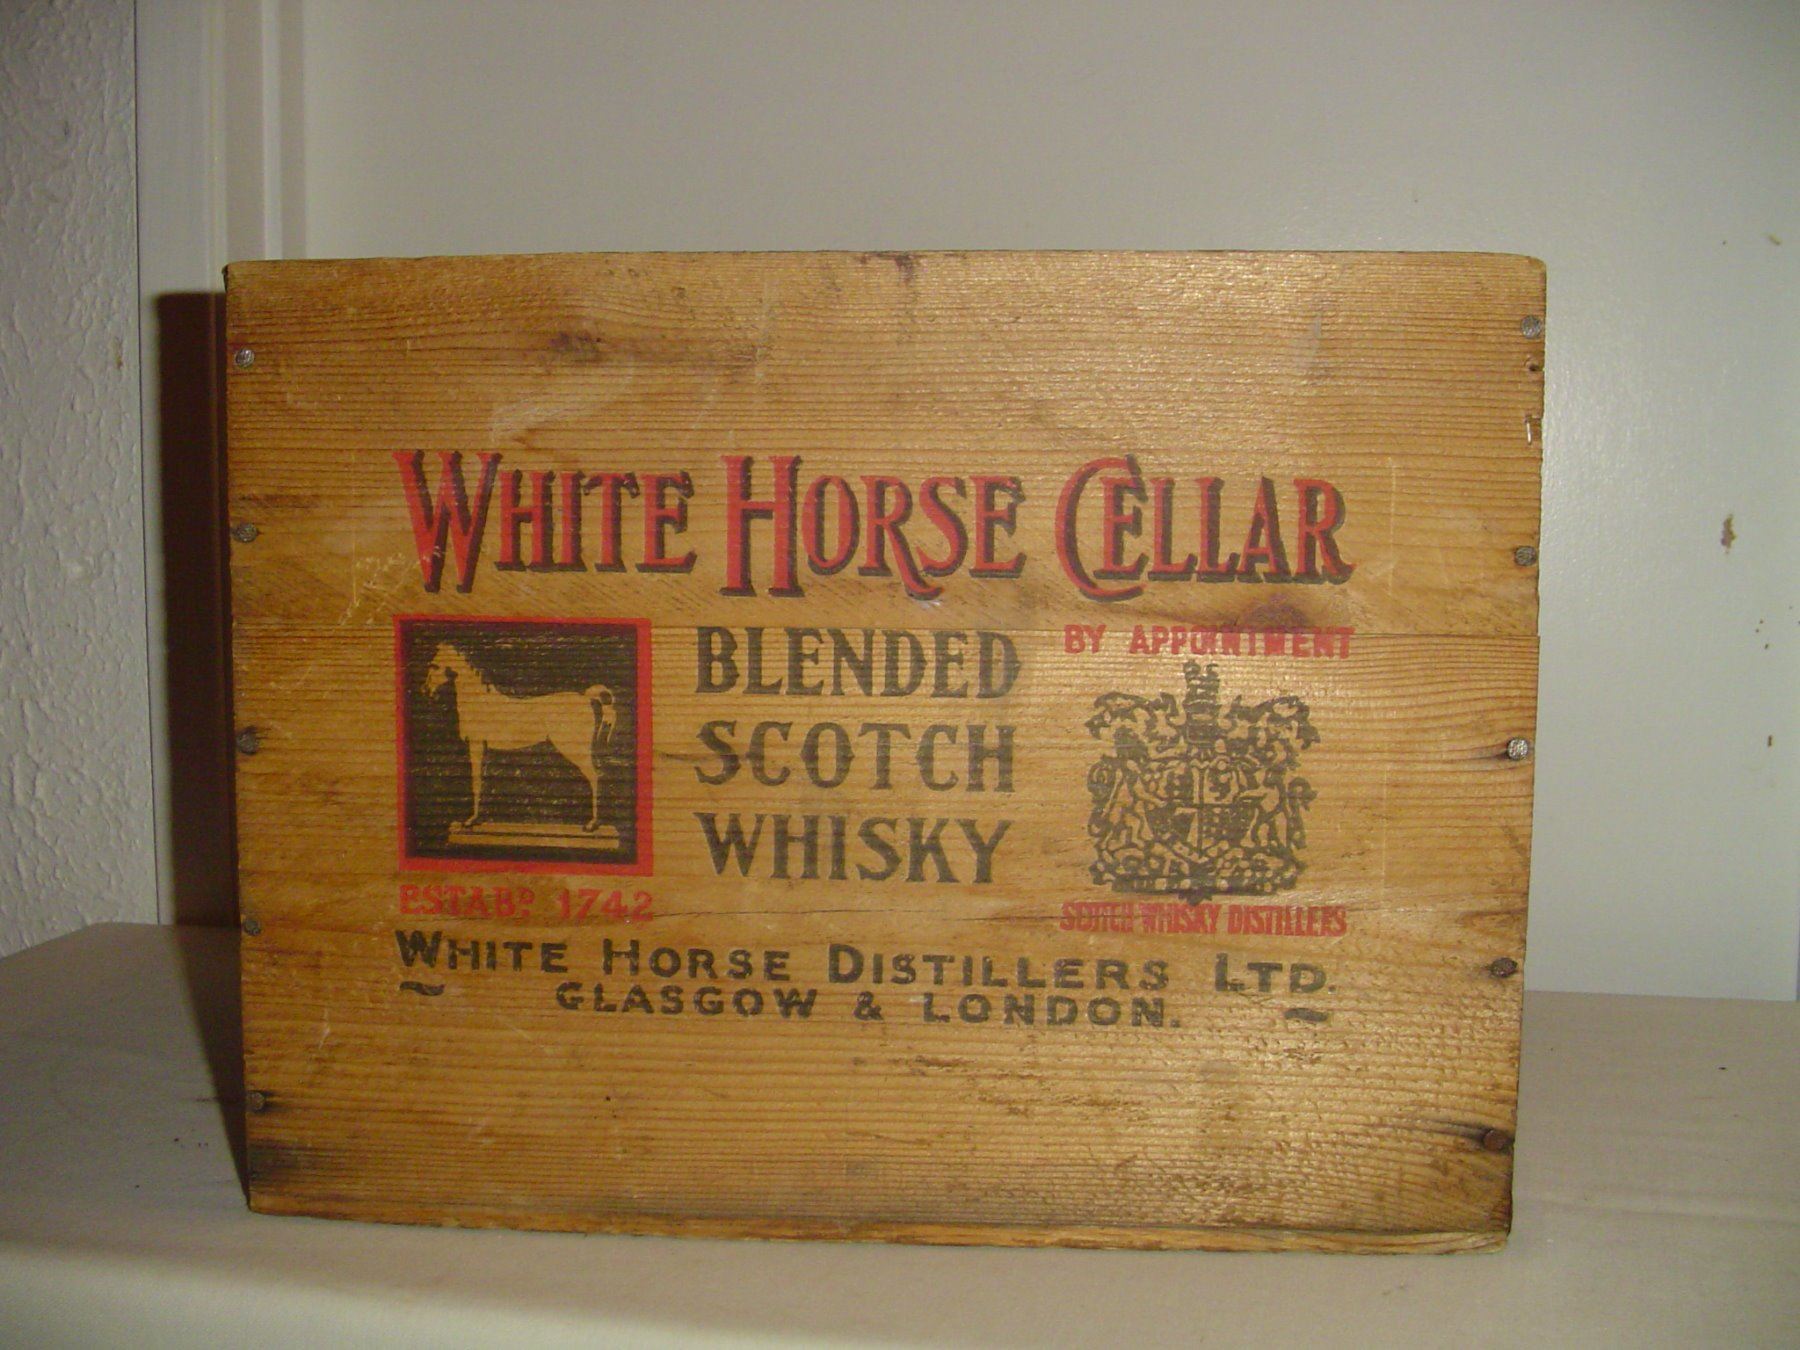 WHITE HORSE CELLAR
BLENDED
SCOTCH
WHISKY
BY APPOINTMENT
SCOTCH WHISKY DISTILLERS
ESTABD. 1742
WHITE HORSE DISTILLERS LTD.
~ GLASGOW & LONDON. ~